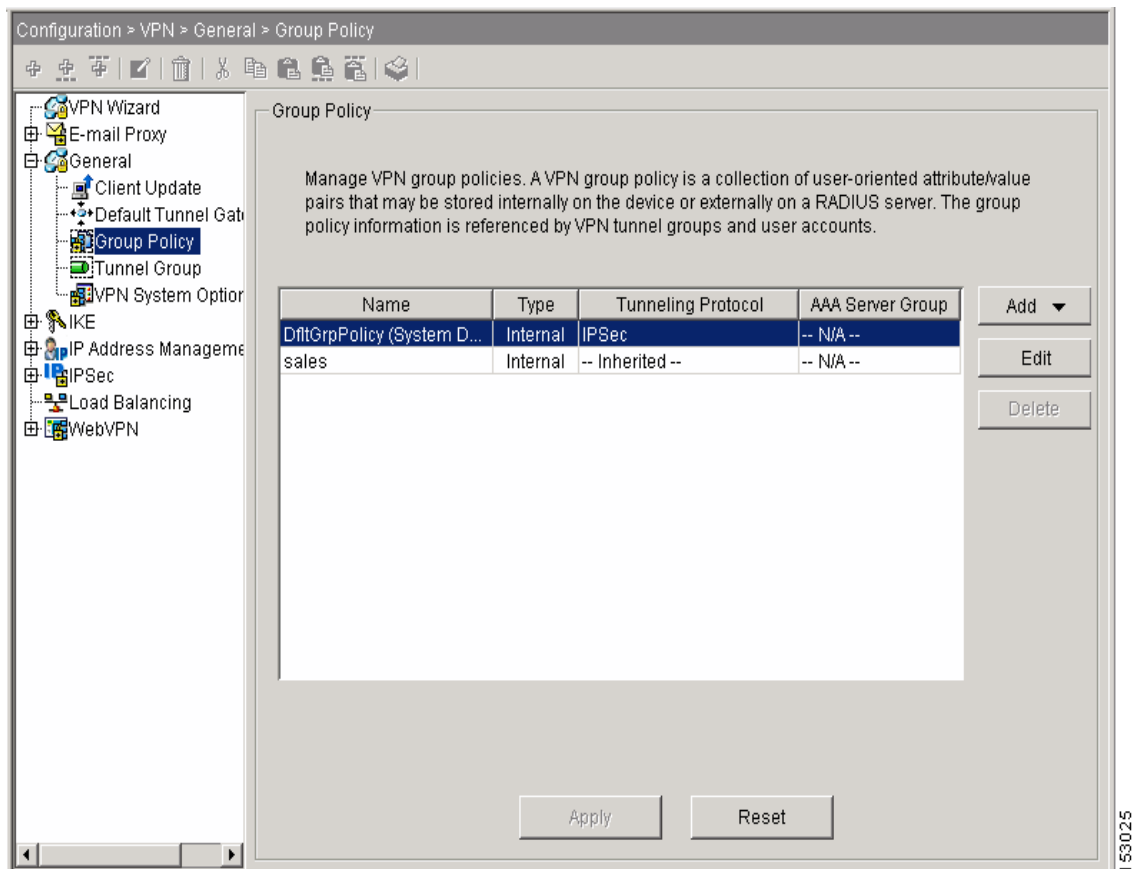 Configuration > VPN > General > Group Policy
VPN Wizard
E-mail Proxy
General
Client Update
Default Tunnel Gat
Group Policy
Tunnel Group
VPN System Option
IKE
IP Address Manageme
IPSec
Load Balancing
WebVPN
Group Policy
Manage VPN group policies. A VPN group policy is a collection of user-oriented attribute/value
pairs that may be stored internally on the device or externally on a RADIUS server. The group
policy information is referenced by VPN tunnel groups and user accounts.
Name Type Tunneling Protocol AAA Server Group
DfltGrpPolicy (System D... Internal IPSec -- N/A --
sales Internal -- Inherited -- -- N/A --
Add
Edit
Delete
Apply Reset
153025